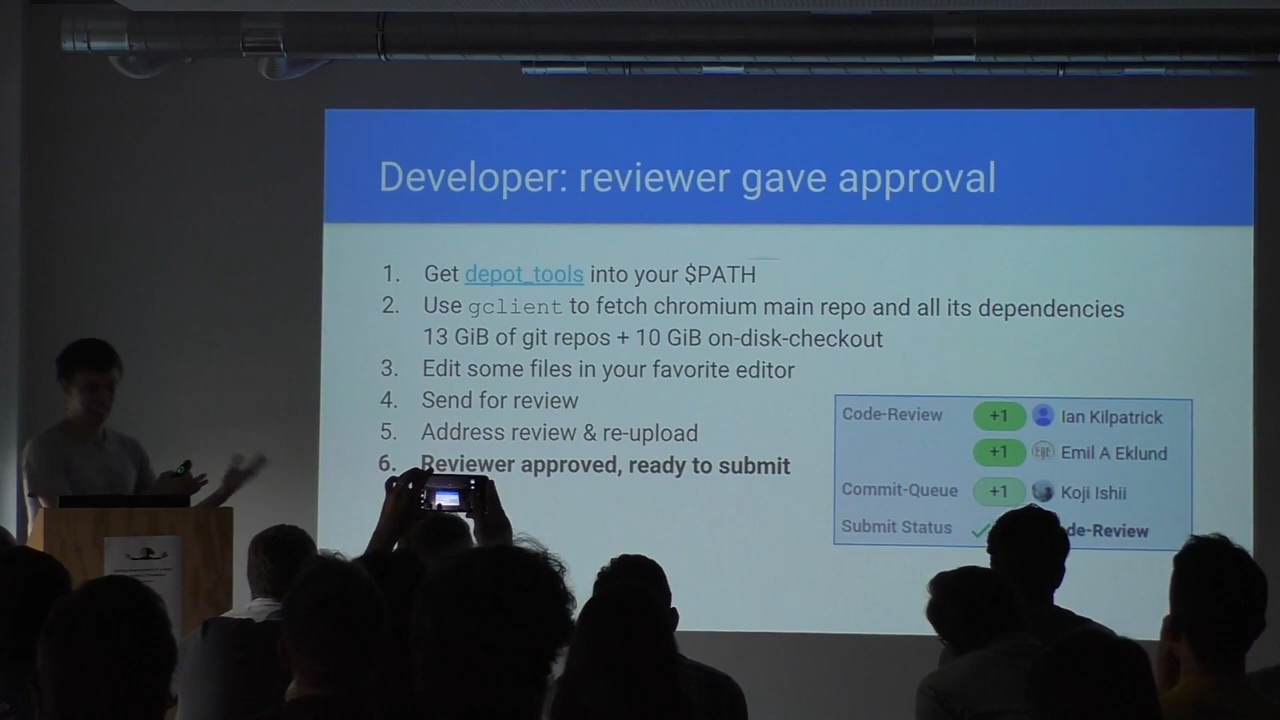 Developer: reviewer gave approval
1. Get depot_tools into your $PATH
2. Use gclient to fetch chromium main repo and all its dependencies
13 GiB of git repos + 10 GiB on-disk-checkout
3. Edit some files in your favorite editor
4. Send for review
5. Address review & re-upload
6. Reviewer approved, ready to submit
Code-Review +1 Ian Kilpatrick
+1 Emil A Eklund
Commit-Queue +1 Koji Ishii
Submit Status de-Review